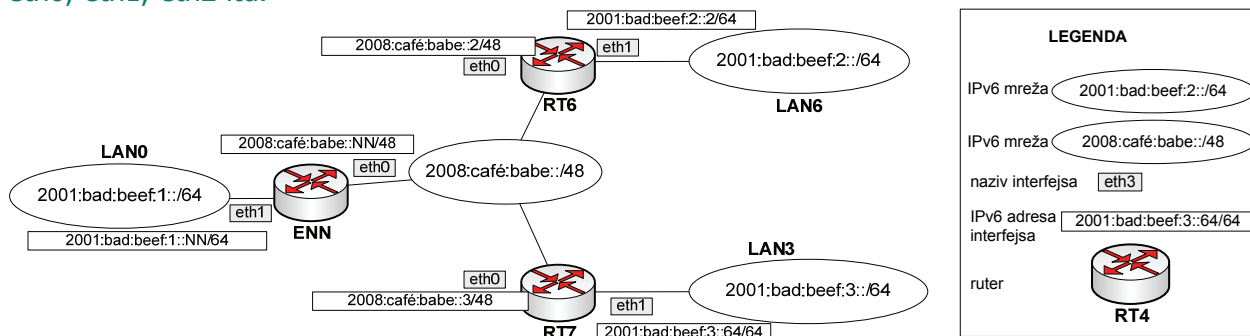 2001:bad:beef:2::2/64
2008:café:babe::2/48
eth1
eth0
2001:bad:beef:2::/64
RT6
LAN6
2008:café:babe::NN/48
LAN0
eth0
2008:café:babe::/48
2001:bad:beef:1::/64
eth1
ENN
2001:bad:beef:1::NN/64
LAN3
eth0
2008:café:babe::3/48
2001:bad:beef:3::/64
eth1
RT7
2001:bad:beef:3::64/64
LEGENDA
IPv6 mreža
2001:bad:beef:2::/64
IPv6 mreža
2008:café:babe::/48
naziv interfejsa
eth3
IPv6 adresa
interfejsa
2001:bad:beef:3::64/64
ruter
RT4